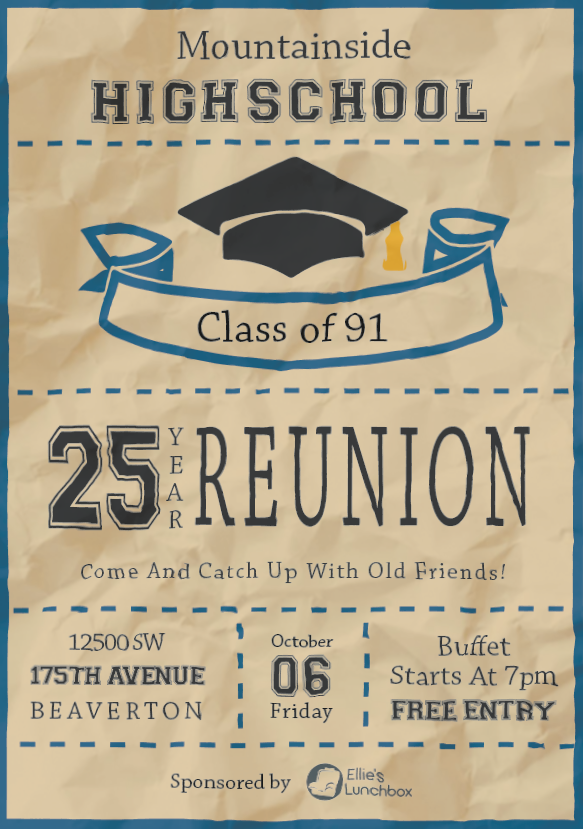 Mountainside
HIGHSCHOOL
Class of 91
25 YEAR REUNION
Come And Catch Up With Old Friends!
12500 SW
175TH AVENUE
BEAVERTON
October
06
Friday
Buffet
Starts At 7pm
FREE ENTRY
Sponsored by
Ellie's
Lunchbox